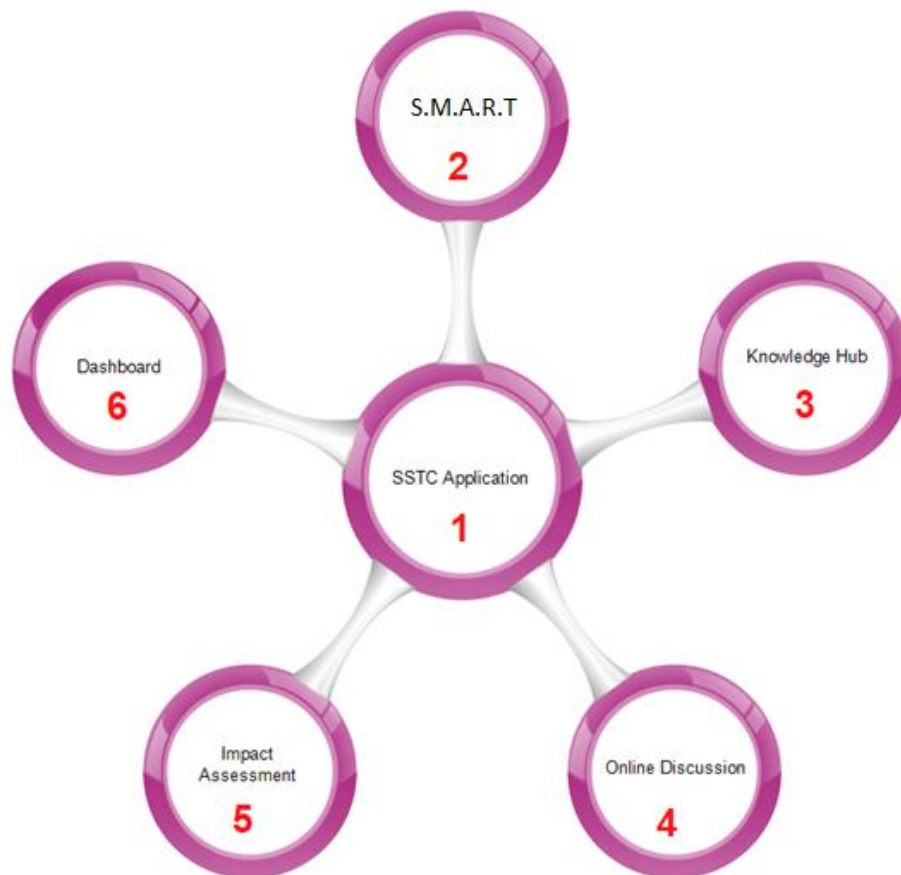 S.M.A.R.T
2
Dashboard
6
Knowledge Hub
3
SSTC Application
1
Impact
Assessment
5
Online Discussion
4